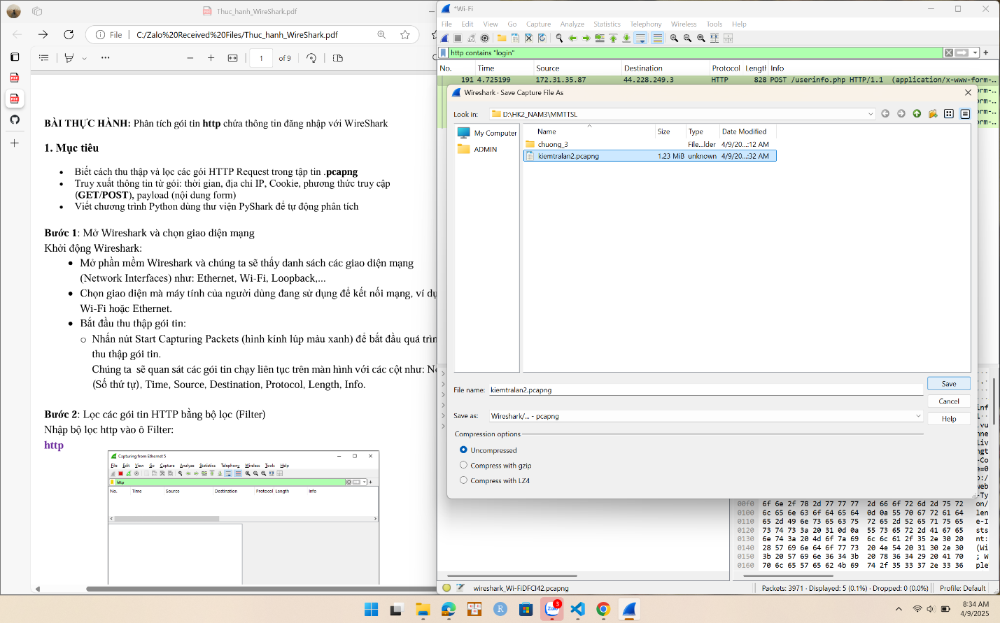 Thuc_hanh_WireShark.pdf
File | C:/Zalo%20Received%20Files/Thuc_hanh_WireShark.pdf
1 of 9
BÀI THỰC HÀNH: Phân tích gói tin http chứa thông tin đăng nhập với WireShark
1. Mục tiêu
• Biết cách thu thập và lọc các gói HTTP Request trong tập tin .pcapng
• Truy xuất thông tin từ gói: thời gian, địa chỉ IP, Cookie, phương thức truy cập
(GET/POST), payload (nội dung form)
• Viết chương trình Python dùng thư viện PyShark để tự động phân tích
Bước 1: Mở Wireshark và chọn giao diện mạng
Khởi động Wireshark:
• Mở phần mềm Wireshark và chúng ta sẽ thấy danh sách các giao diện mạng
(Network Interfaces) như: Ethernet, Wi-Fi, Loopback,...
• Chọn giao diện mà máy tính của người dùng đang sử dụng để kết nối mạng, ví dụ
Wi-Fi hoặc Ethernet.
• Bắt đầu thu thập gói tin:
o Nhấn nút Start Capturing Packets (hình kính lúp màu xanh) để bắt đầu quá trìn
thu thập gói tin.
Chúng ta sẽ quan sát các gói tin chạy liên tục trên màn hình với các cột như: No
(Số thứ tự), Time, Source, Destination, Protocol, Length, Info.
Bước 2: Lọc các gói tin HTTP bằng bộ lọc (Filter)
Nhập bộ lọc http vào ô Filter:
http
Capturing from Ethernet 5
File Edit View Go Capture Analyze Statistics Telephony Wireless Tools Help
http
No. Time Source Destination Protocol Length Info
*Wi-Fi
File Edit View Go Capture Analyze Statistics Telephony Wireless Tools Help
http contains "login"
No. Time Source Destination Protocol Lengtl Info
191 4.725199 172.31.35.87 44.228.249.3 HTTP 828 POST /userinfo.php HTTP/1.1 (application/x-www-form-...
orm-...
orm-...
orm-...
orm-...
Wireshark · Save Capture File As
Look in: D:\HK2_NAM3\MMTTSL
My Computer
ADMIN
Name Size Type Date Modified
chuong_3 File...lder 4/9/20...:12 AM
kiemtralan2.pcapng 1.23 MiB unknown 4/9/20...:32 AM
File name: kiemtralan2.pcapng
Save
Cancel
Save as: Wireshark/... - pcapng
Help
Compression options
Uncompressed
Compress with gzip
Compress with LZ4
inf
.vu
nne
liv
ngt
-Co
e=0
p:/
web
-Ty
00f0 6f 6e 2f 78 2d 77 77 77 2d 66 6f 72 6d 2d 75 72 on/
0100 6c 65 6e 63 6f 64 65 64 0d 0a 55 70 67 72 61 64 len
0110 65 2d 49 6e 73 65 63 75 72 65 2d 52 65 71 75 65 e-I
0120 73 74 73 3a 20 31 0d 0a 55 73 65 72 2d 41 67 65 sts
0130 6e 74 3a 20 4d 6f 7a 69 6c 6c 61 2f 35 2e 30 20 nt:
0140 28 57 69 6e 64 6f 77 73 20 4e 54 20 31 30 2e 30 (Wi
0150 3b 20 57 69 6e 36 34 3b 20 78 36 34 29 20 41 70 ; W
0160 70 6c 65 57 65 62 4b 69 74 2f 35 33 37 2e 33 36 ple
wireshark_Wi-FiDFCI42.pcapng
Packets: 3971 · Displayed: 5 (0.1%) · Dropped: 0 (0.0%)
Profile: Default
Zalo 3
8:34 AM
4/9/2025